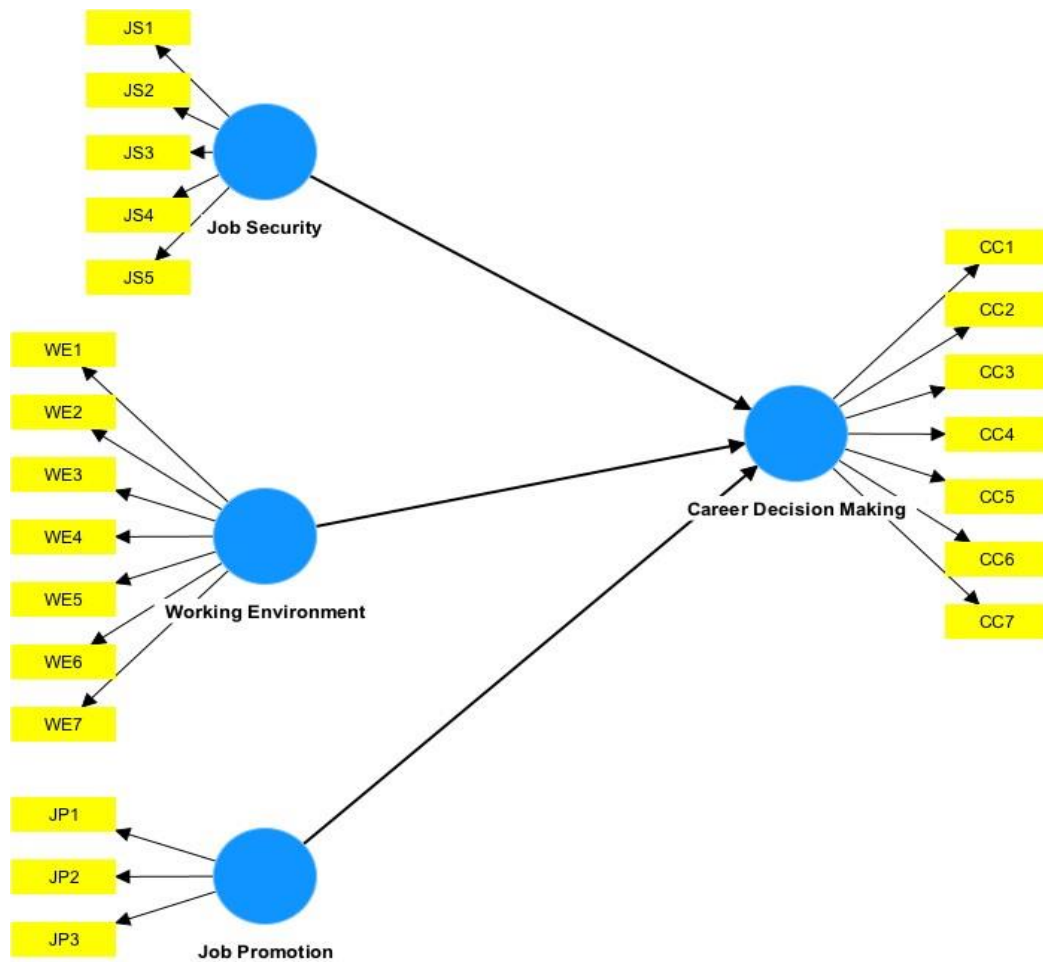 JS1
JS2
JS3
JS4
JS5
Job Security
WE1
WE2
WE3
WE4
WE5
WE6
WE7
Working Environment
JP1
JP2
JP3
Job Promotion
CC1
CC2
CC3
CC4
CC5
CC6
CC7
Career Decision Making